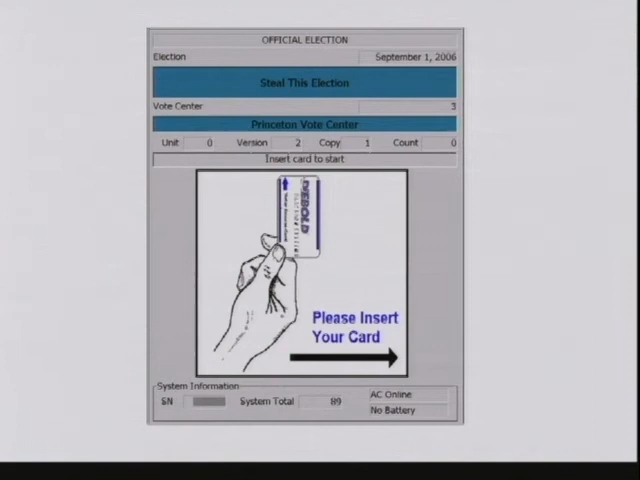 OFFICIAL ELECTION
Election September 1, 2006
Steal This Election
Vote Center 3
Princeton Vote Center
Unit 0 Version 2 Copy 1 Count 0
Insert card to start
DIEBOLD
Please Insert
Your Card
System Information
SN System Total 89
AC Online
No Battery